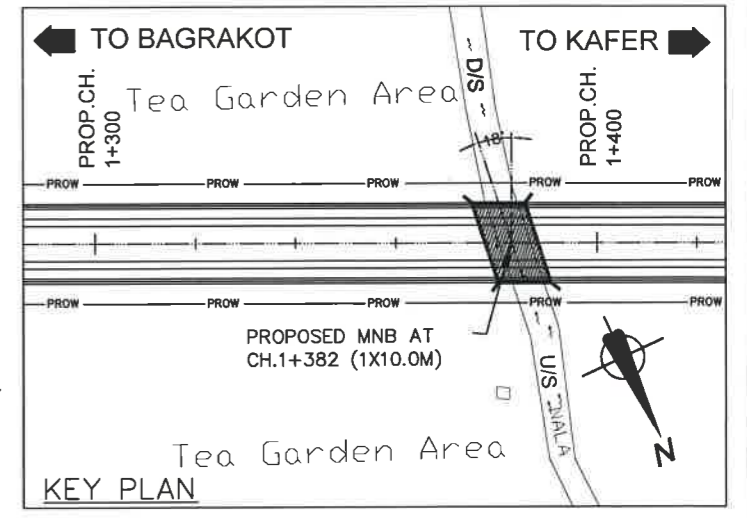 TO BAGRAKOT
TO KAFER
PROP.CH.
1+300
Tea Garden Area
~ D/S ~
PROP.CH.
1+400
18°
PROW PROW PROW PROW PROW
PROW PROW PROW PROW PROW
PROPOSED MNB AT
CH.1+382 (1X10.0M)
~ U/S
NALA
Tea Garden Area
N
KEY PLAN